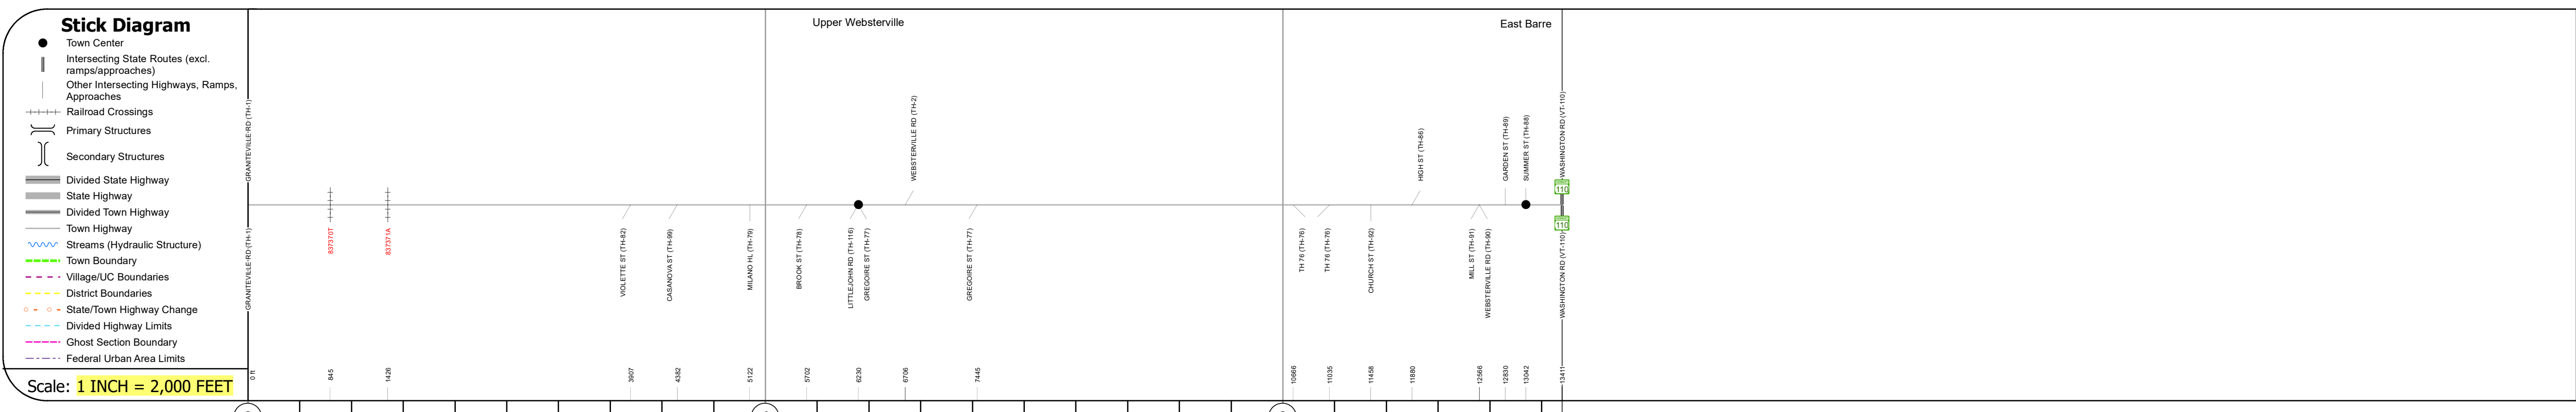 Stick Diagram
Town Center
Intersecting State Routes (excl.
ramps/approaches)
Other Intersecting Highways, Ramps,
Approaches
Railroad Crossings
Primary Structures
Secondary Structures
Divided State Highway
State Highway
Divided Town Highway
Town Highway
Streams (Hydraulic Structure)
Town Boundary
Village/UC Boundaries
District Boundaries
State/Town Highway Change
Divided Highway Limits
Ghost Section Boundary
Federal Urban Area Limits
Scale: 1 INCH = 2,000 FEET
Upper Websterville
East Barre
GRANITEVILLE RD (TH-1)
WEBSTERVILLE RD (TH-2)
HIGH ST (TH-86)
GARDEN ST (TH-89)
SUMMER ST (TH-88)
WASHINGTON RD (VT-110)
110
110
GRANITEVILLE RD (TH-1)
837370T
837371A
VIOLETTE ST (TH-82)
CASANOVA ST (TH-99)
MILANO HL (TH-79)
BROOK ST (TH-78)
LITTLEJOHN RD (TH-116)
GREGOIRE ST (TH-77)
GREGOIRE ST (TH-77)
TH 76 (TH-76)
TH 76 (TH-76)
CHURCH ST (TH-92)
MILL ST (TH-91)
WEBSTERVILLE RD (TH-90)
WASHINGTON RD (VT-110)
0 ft
845
1426
3907
4382
5122
5702
6230
6706
7445
10666
11035
11458
11880
12566
12830
13042
13411